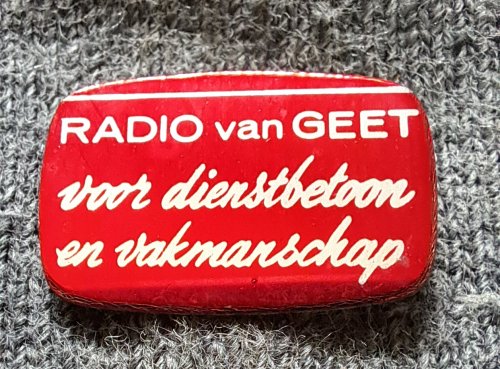 RADIO van GEET
voor dienstbetoon
en vakmanschap